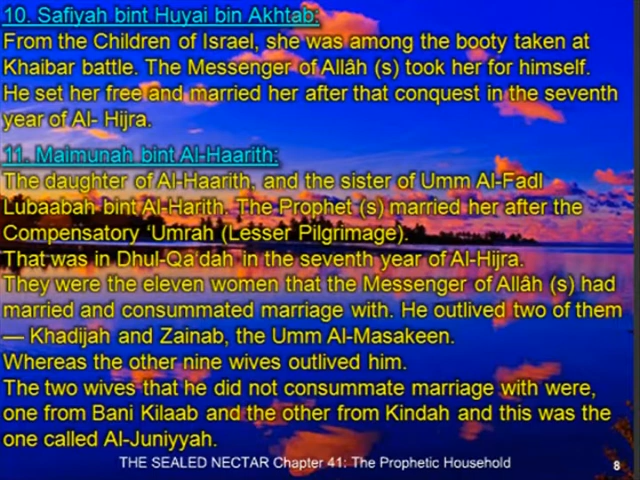 10. Safiyah bint Huyai bin Akhtab:
From the Children of Israel, she was among the booty taken at
Khaibar battle. The Messenger of Allâh (s) took her for himself.
He set her free and married her after that conquest in the seventh
year of Al- Hijra.
11. Maimunah bint Al-Haarith:
The daughter of Al-Haarith, and the sister of Umm Al-Fadl
Lubaabah bint Al-Harith. The Prophet (s) married her after the
Compensatory ‘Umrah (Lesser Pilgrimage).
That was in Dhul-Qa‘dah in the seventh year of Al-Hijra.
They were the eleven women that the Messenger of Allâh (s) had
married and consummated marriage with. He outlived two of them
— Khadijah and Zainab, the Umm Al-Masakeen.
Whereas the other nine wives outlived him.
The two wives that he did not consummate marriage with were,
one from Bani Kilaab and the other from Kindah and this was the
one called Al-Juniyyah.
THE SEALED NECTAR Chapter 41: The Prophetic Household
8